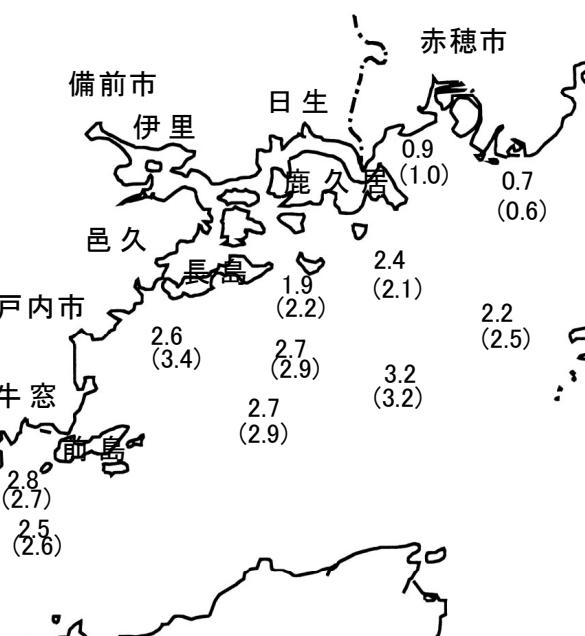 赤穂市
備前市
日生
伊里
0.9
(1.0)
鹿久居
0.7
(0.6)
邑久
2.4
(2.1)
長島
1.9
(2.2)
戸内市
2.2
(2.5)
2.6
(3.4)
2.7
(2.9)
3.2
(3.2)
牛窓
2.7
(2.9)
前島
2.8
(2.7)
2.5
(2.6)